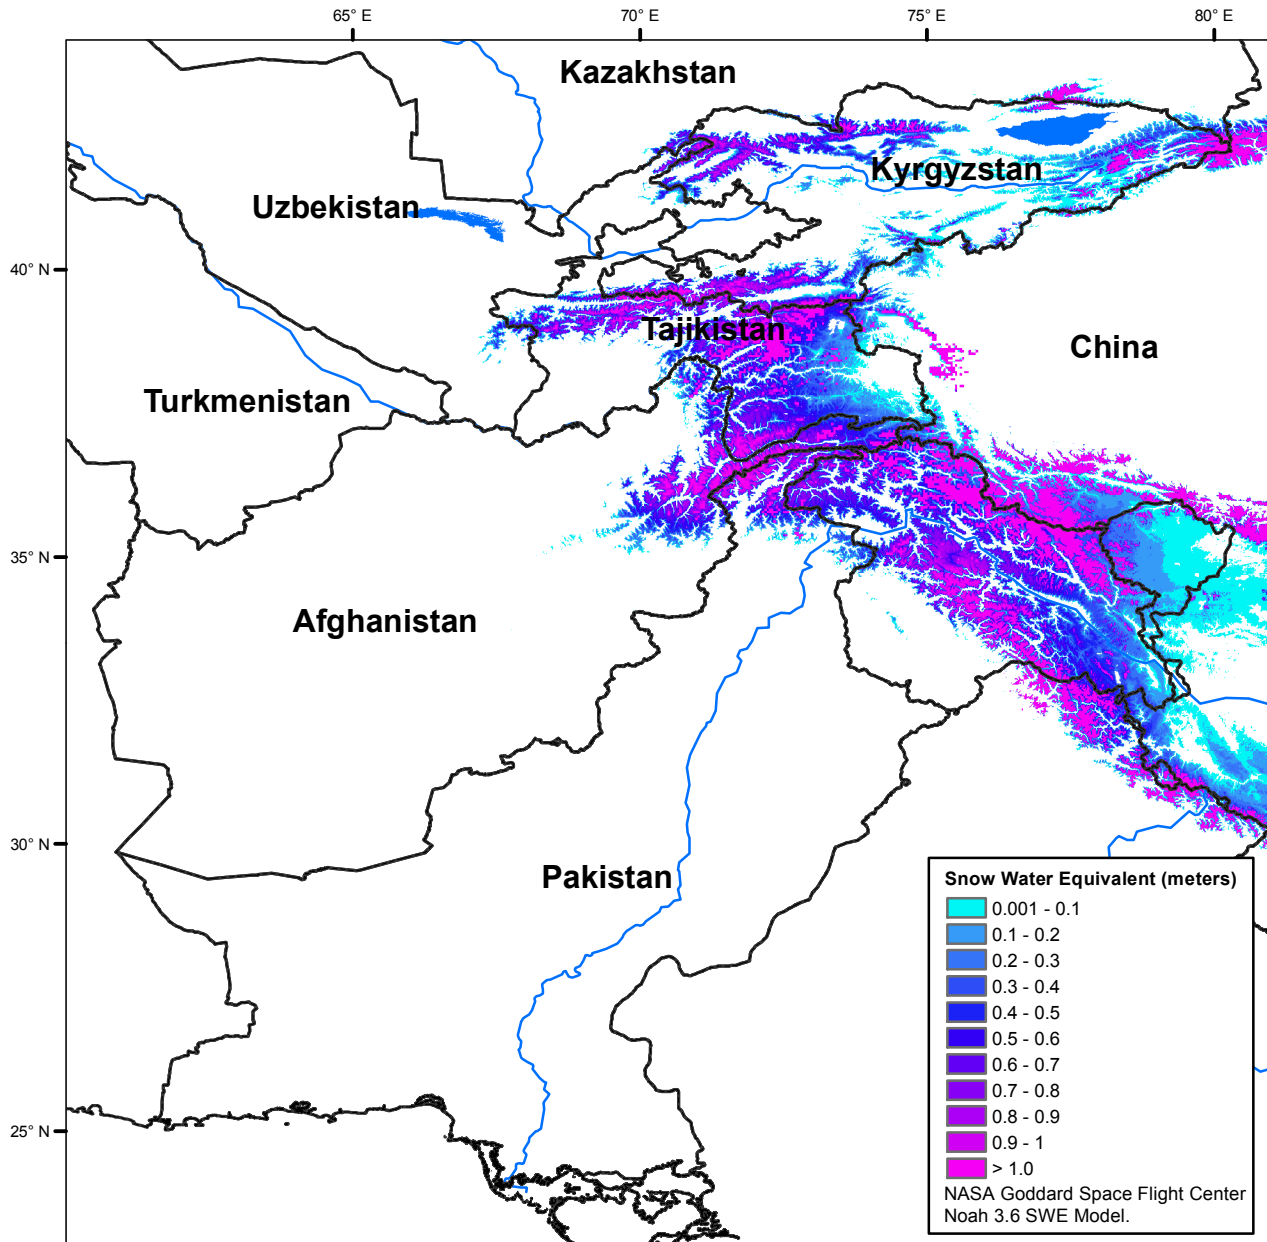 65° E
70° E
75° E
80° E
Kazakhstan
Kyrgyzstan
Uzbekistan
40° N
Tajikistan
China
Turkmenistan
35° N
Afghanistan
30° N
Pakistan
25° N
Snow Water Equivalent (meters)
0.001 - 0.1
0.1 - 0.2
0.2 - 0.3
0.3 - 0.4
0.4 - 0.5
0.5 - 0.6
0.6 - 0.7
0.7 - 0.8
0.8 - 0.9
0.9 - 1
> 1.0
NASA Goddard Space Flight Center
Noah 3.6 SWE Model.